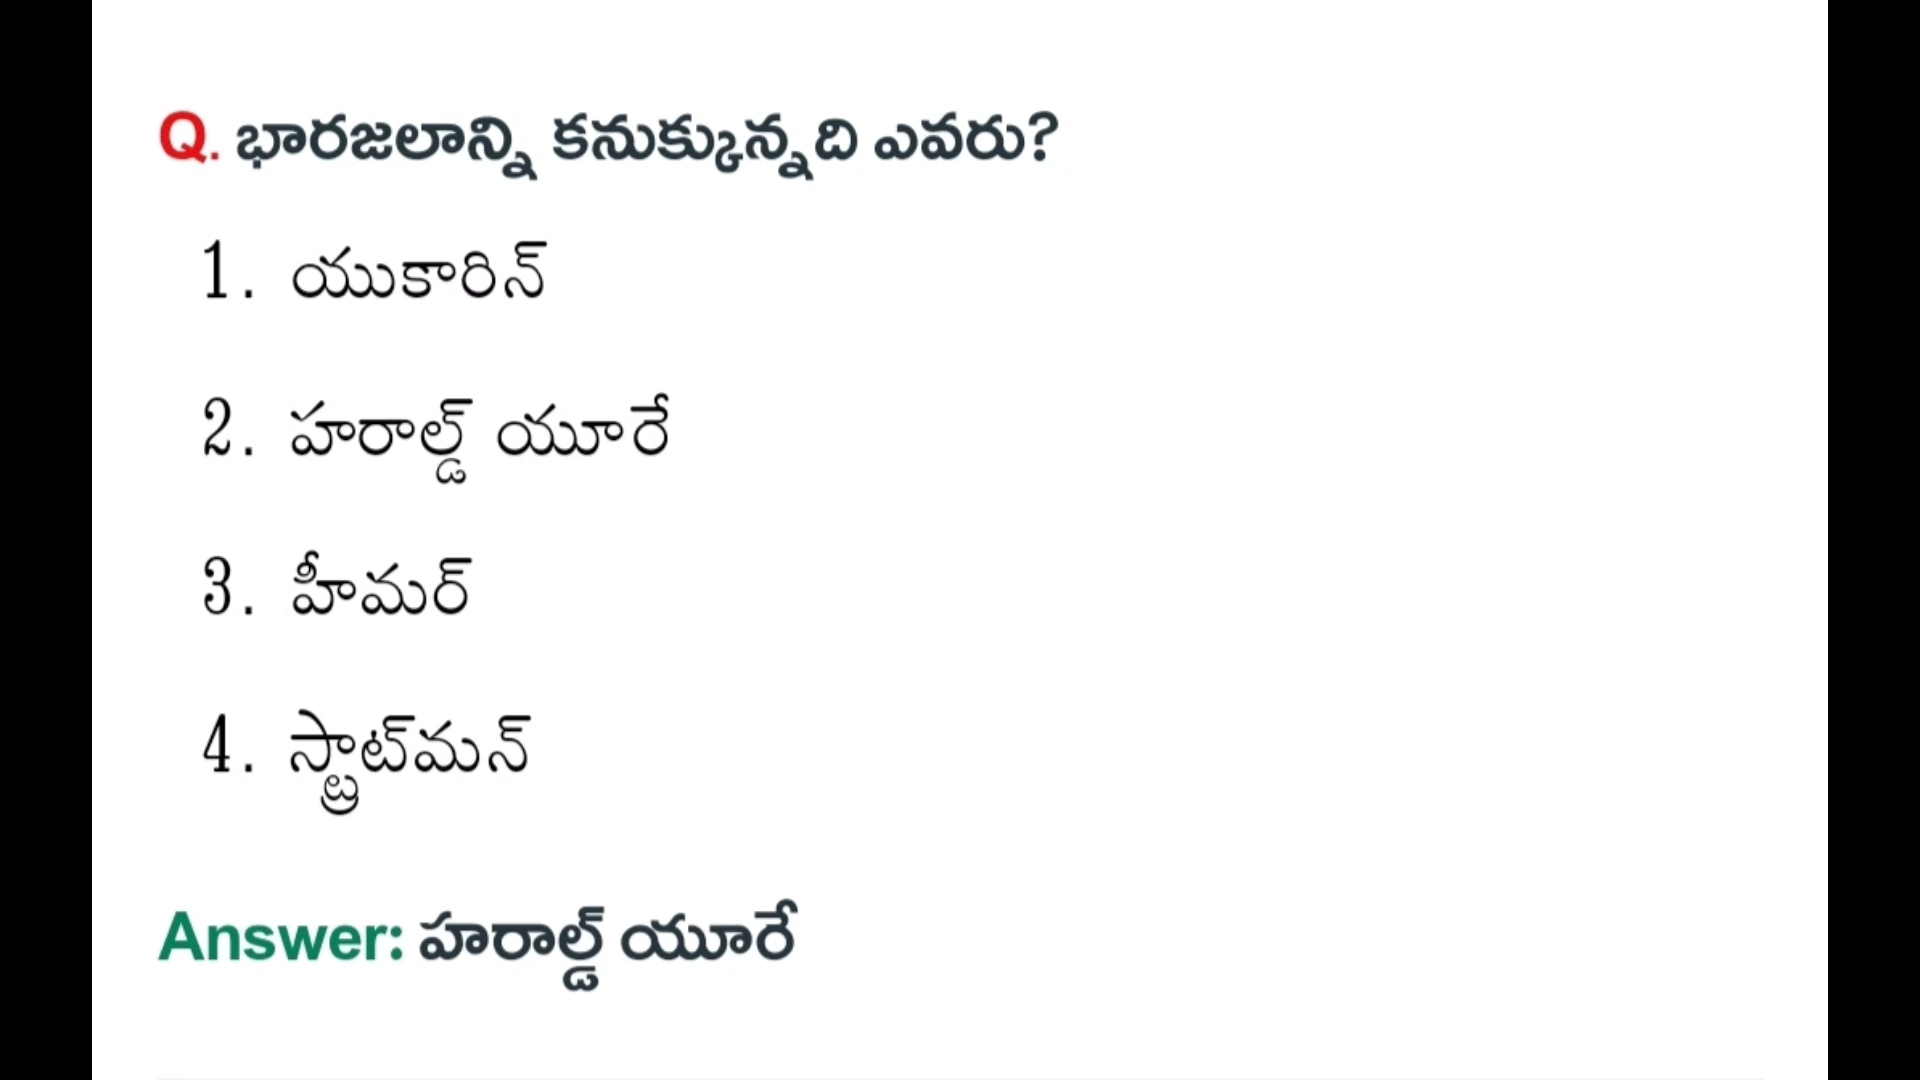 Q. భారజలాన్ని కనుక్కున్నది ఎవరు?
1. యుకారిన్
2. హరాల్డ్ యూరే
3. హీమర్
4. స్ట్రాట్‌మన్
Answer: హరాల్డ్ యూరే